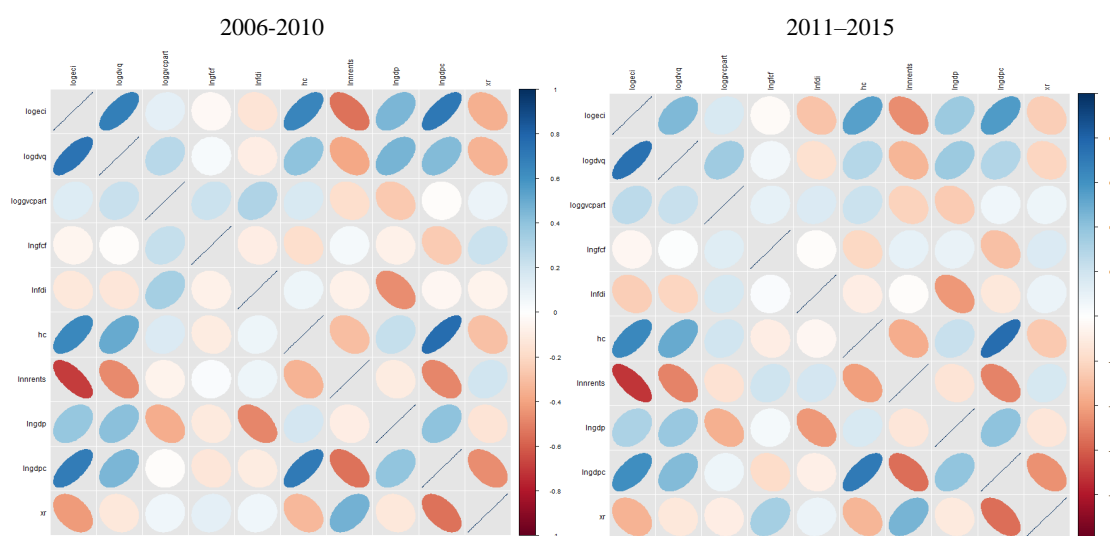 2006-2010
2011–2015
logeci logdvq loggvcpart lngfcf lnfdi hc lnnrents lngdp lngdpc xr
logeci logdvq loggvcpart lngfcf lnfdi hc lnnrents lngdp lngdpc xr
logeci
logdvq
loggvcpart
lngfcf
lnfdi
hc
lnnrents
lngdp
lngdpc
xr
1
0.8
0.6
0.4
0.2
0
-0.2
-0.4
-0.6
-0.8
-1
logeci
logdvq
loggvcpart
lngfcf
lnfdi
hc
lnnrents
lngdp
lngdpc
xr